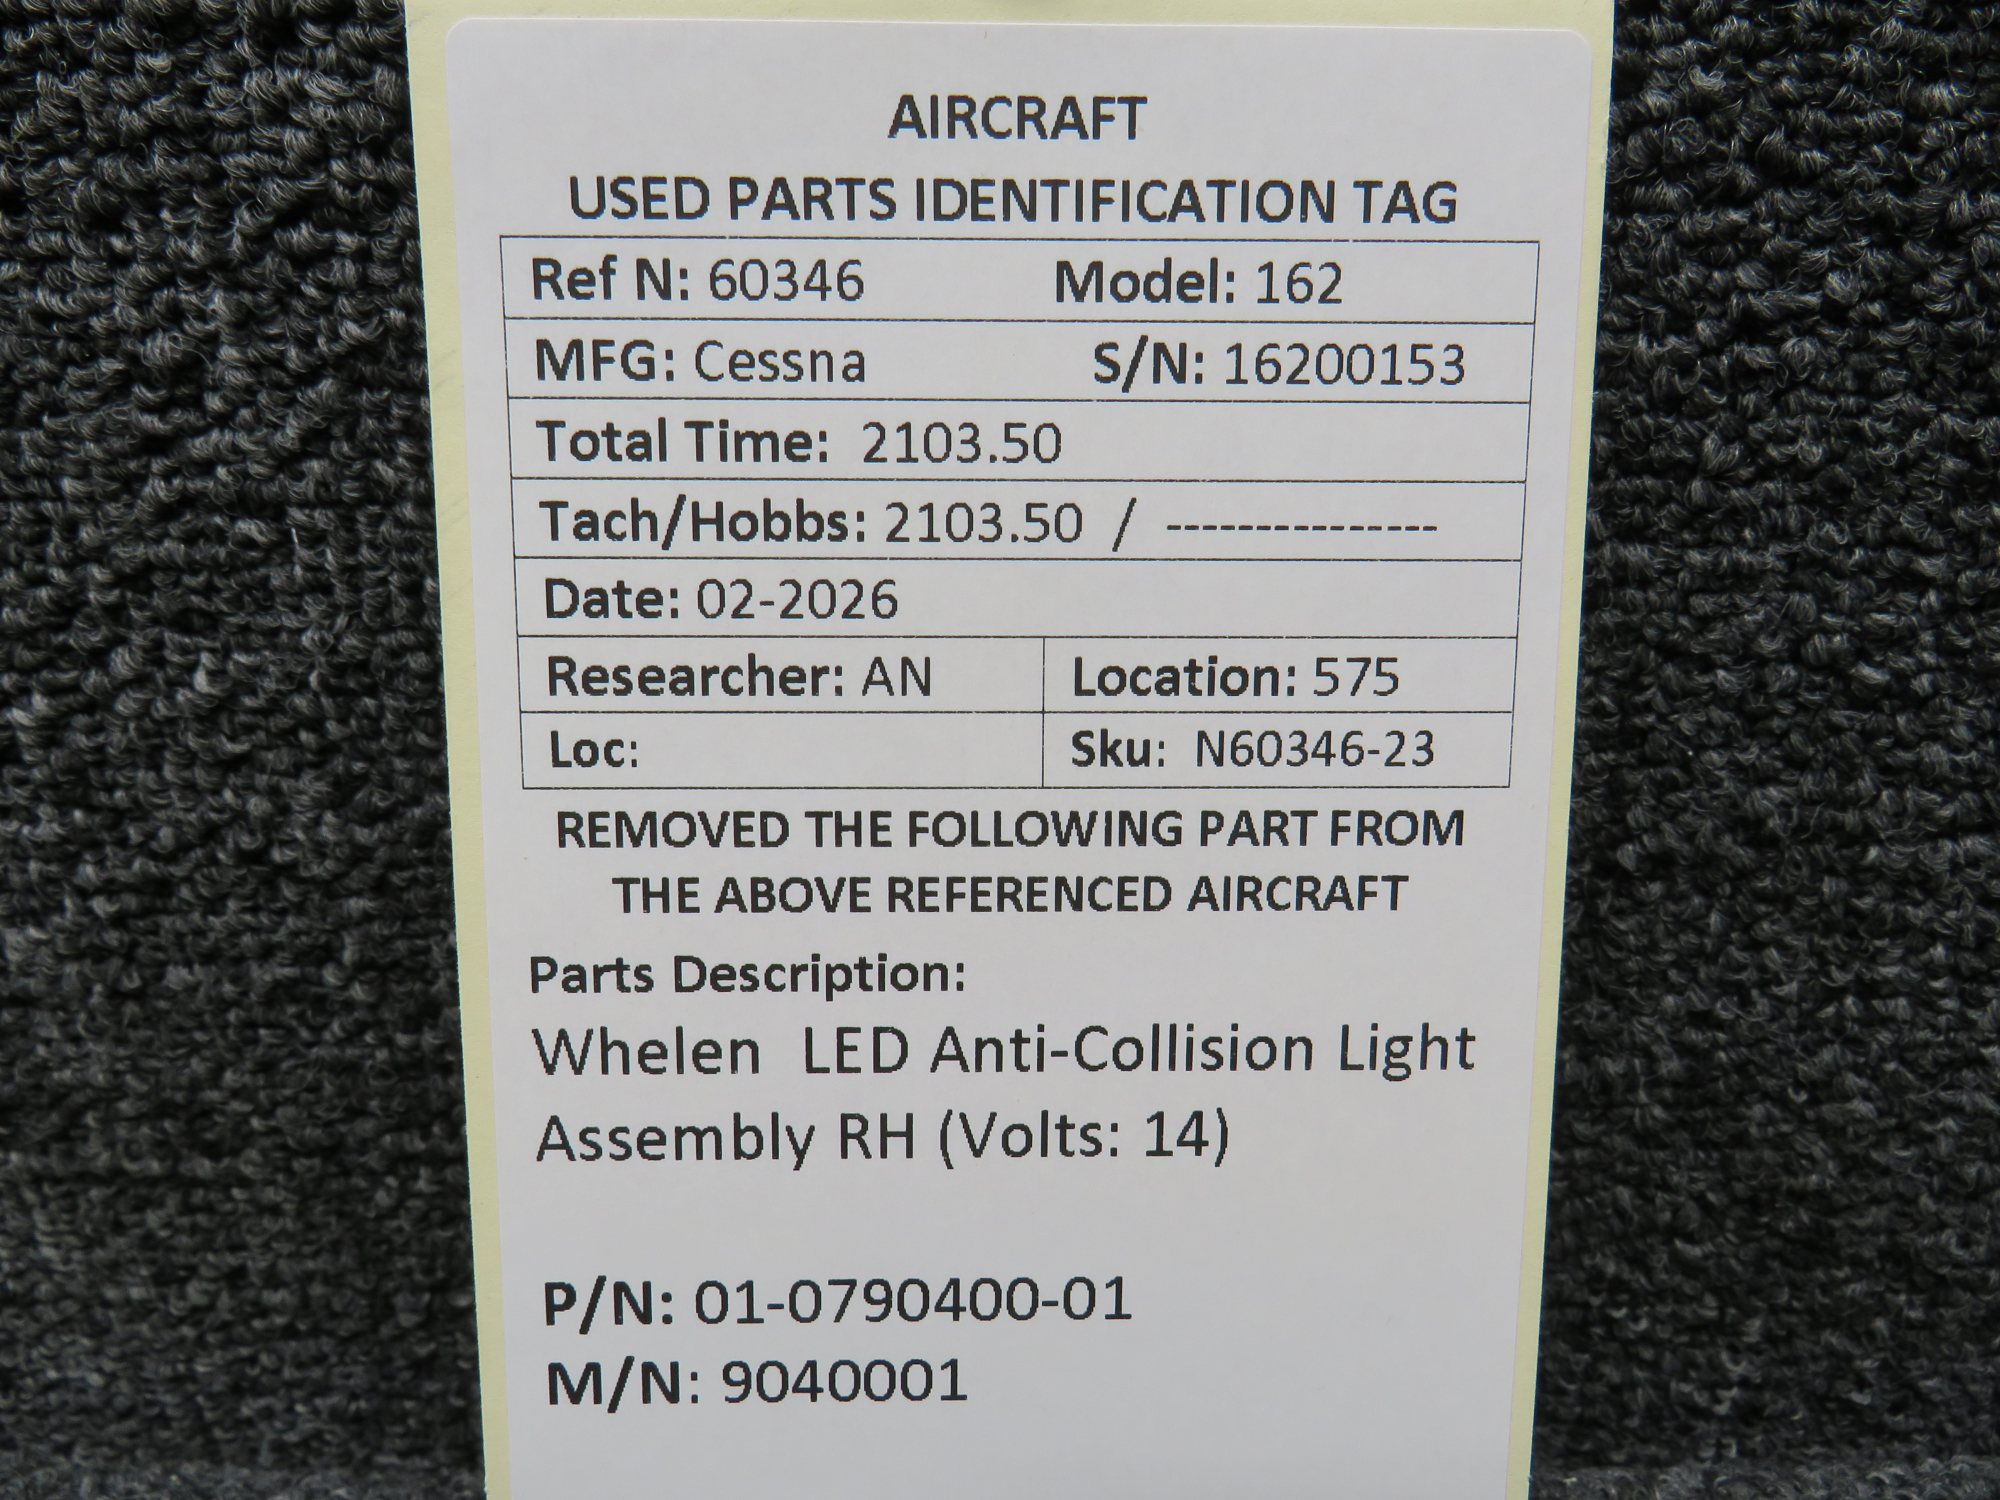 AIRCRAFT
USED PARTS IDENTIFICATION TAG
Ref N: 60346 Model: 162
MFG: Cessna S/N: 16200153
Total Time: 2103.50
Tach/Hobbs: 2103.50 / ---------------
Date: 02-2026
Researcher: AN Location: 575
Loc: Sku: N60346-23
REMOVED THE FOLLOWING PART FROM
THE ABOVE REFERENCED AIRCRAFT
Parts Description:
Whelen LED Anti-Collision Light
Assembly RH (Volts: 14)
P/N: 01-0790400-01
M/N: 9040001